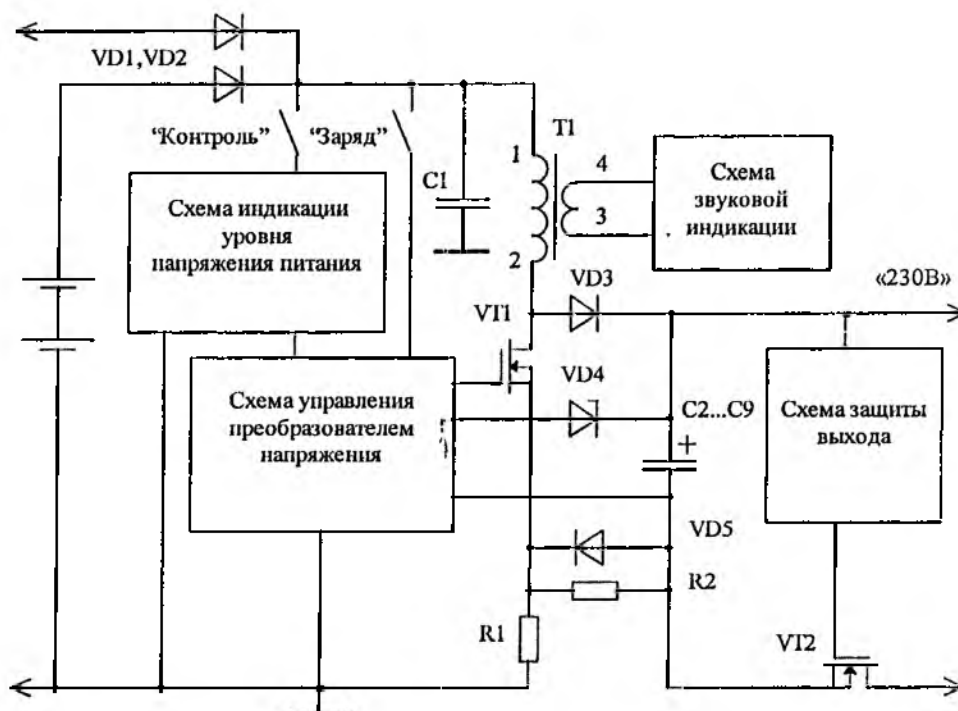 VD1,VD2
“Контроль”
“Заряд”
T1
1
4
Схема
звуковой
индикации
C1
3
2
Схема индикации
уровня
напряжения питания
VD3
«230В»
VT1
VD4
C2...C9
+
Схема управления
преобразователем
напряжения
Схема защиты
выхода
VD5
R2
R1
VT2